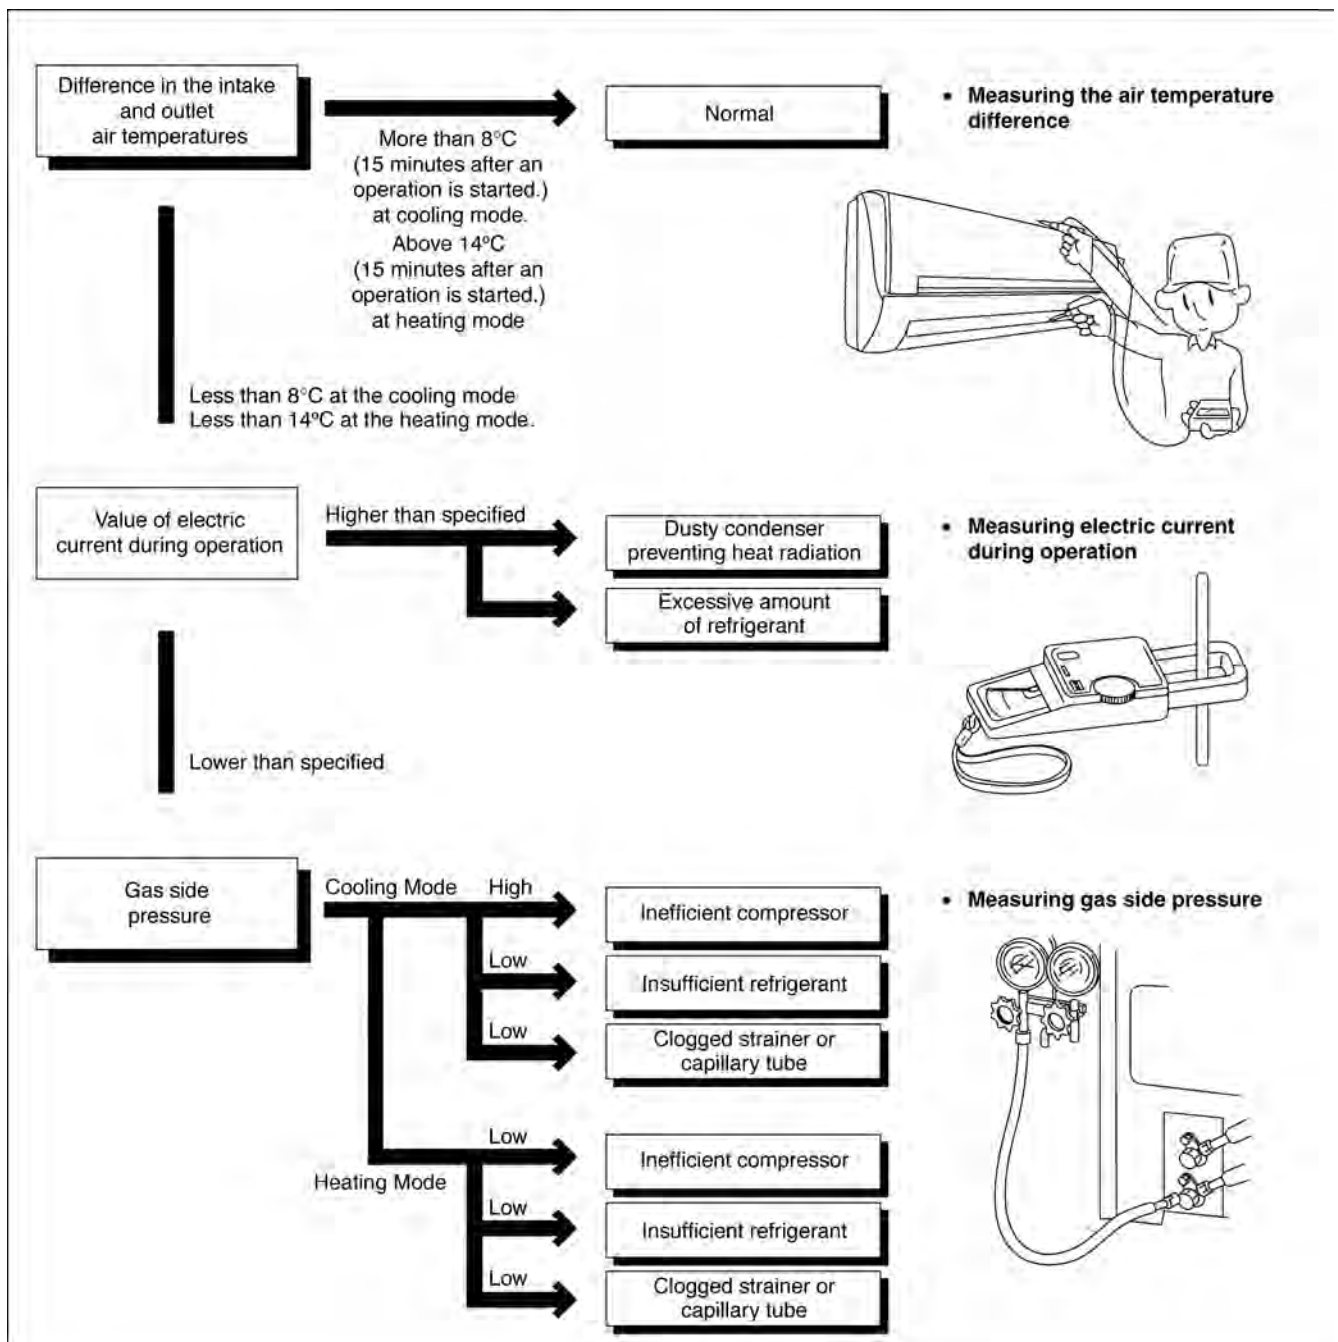 Difference in the intake
and outlet
air temperatures
More than 8°C
(15 minutes after an
operation is started.)
at cooling mode.
Above 14ºC
(15 minutes after an
operation is started.)
at heating mode
Normal
• Measuring the air temperature
difference
Less than 8°C at the cooling mode
Less than 14ºC at the heating mode.
Value of electric
current during operation
Higher than specified
Dusty condenser
preventing heat radiation
Excessive amount
of refrigerant
• Measuring electric current
during operation
Lower than specified
Gas side
pressure
Cooling Mode
High
Inefficient compressor
Low
Insufficient refrigerant
Low
Clogged strainer or
capillary tube
Heating Mode
Low
Inefficient compressor
Low
Insufficient refrigerant
Low
Clogged strainer or
capillary tube
• Measuring gas side pressure